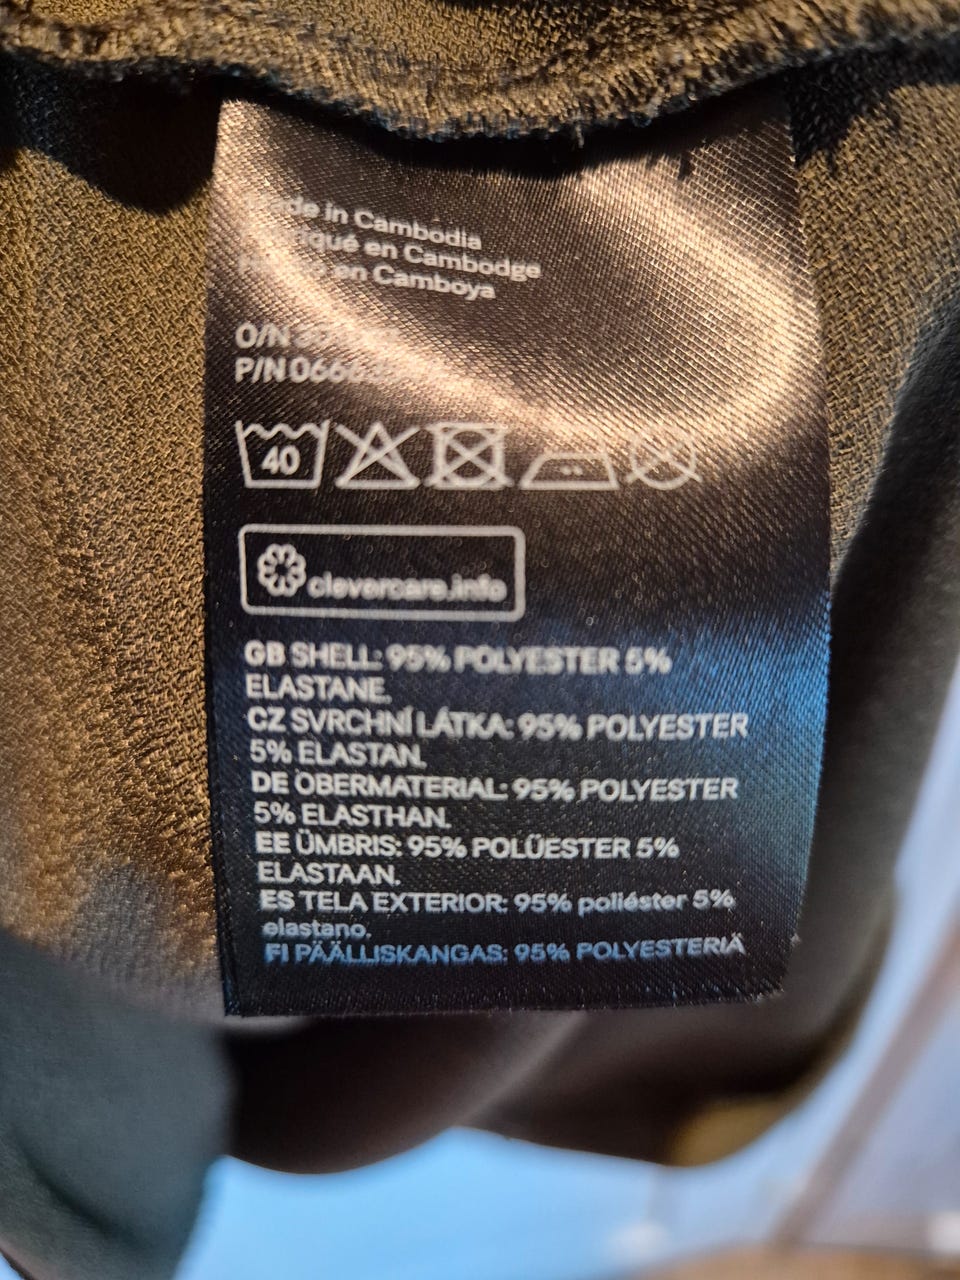 in Cambodia
en Cambodge
en Camboya
O/N
P/N
40
clevercare.info
GB SHELL: 95% POLYESTER 5%
ELASTANE.
CZ SVRCHNÍ LÁTKA: 95% POLYESTER
5% ELASTAN.
DE OBERMATERIAL: 95% POLYESTER
5% ELASTHAN.
EE ÜMBRIS: 95% POLÜESTER 5%
ELASTAAN.
ES TELA EXTERIOR: 95% poliéster 5%
elastano.
FI PÄÄLLISKANGAS: 95% POLYESTERIÄ